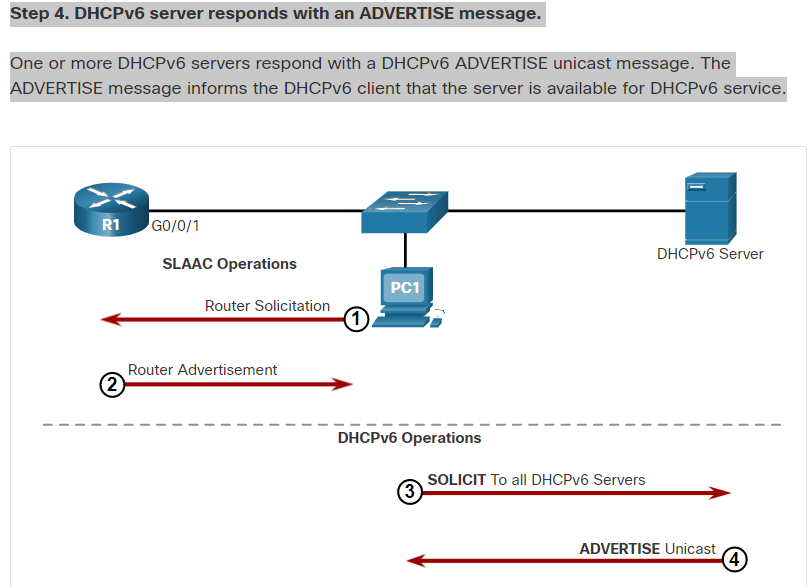 Step 4. DHCPv6 server responds with an ADVERTISE message.
One or more DHCPv6 servers respond with a DHCPv6 ADVERTISE unicast message. The
ADVERTISE message informs the DHCPv6 client that the server is available for DHCPv6 service.
R1
G0/0/1
DHCPv6 Server
SLAAC Operations
PC1
Router Solicitation
1
Router Advertisement
2
DHCPv6 Operations
SOLICIT To all DHCPv6 Servers
3
ADVERTISE Unicast
4